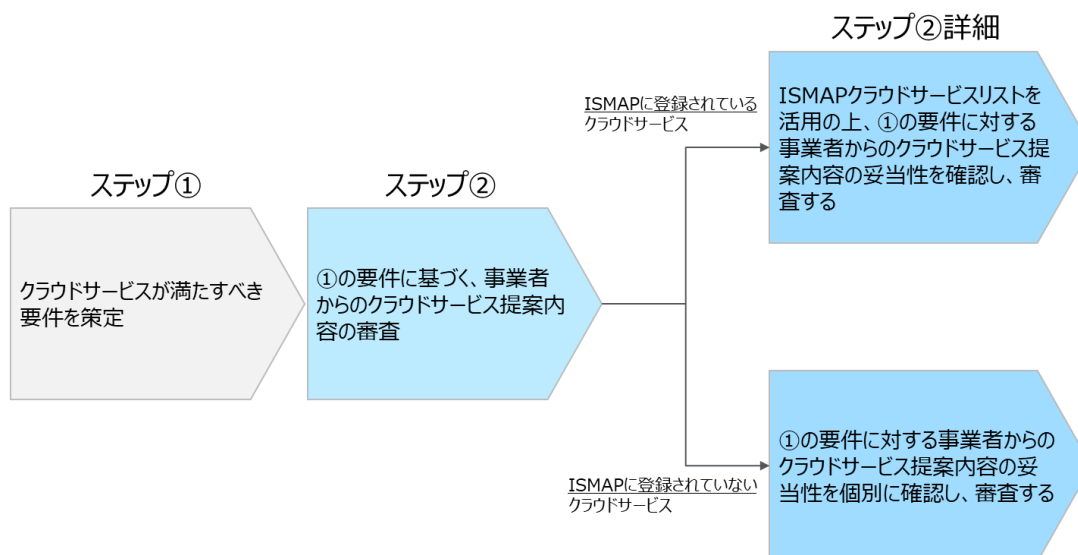 ステップ②詳細
ISMAPに登録されている
クラウドサービス
ISMAPクラウドサービスリストを
活用の上、①の要件に対する
事業者からのクラウドサービス提
案内容の妥当性を確認し、審
査する
ステップ①
ステップ②
クラウドサービスが満たすべき
要件を策定
①の要件に基づく、事業者
からのクラウドサービス提案内
容の審査
ISMAPに登録されていない
クラウドサービス
①の要件に対する事業者からの
クラウドサービス提案内容の妥
当性を個別に確認し、審査する